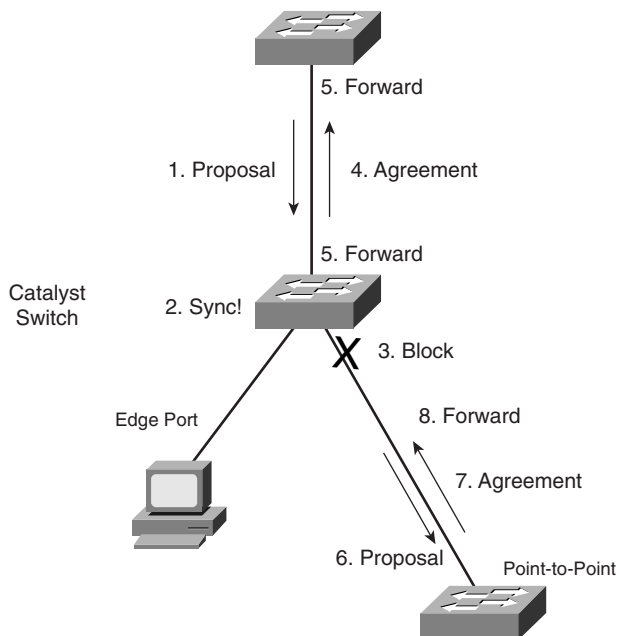 5. Forward
1. Proposal
4. Agreement
5. Forward
Catalyst
Switch
2. Sync!
3. Block
Edge Port
8. Forward
7. Agreement
6. Proposal
Point-to-Point